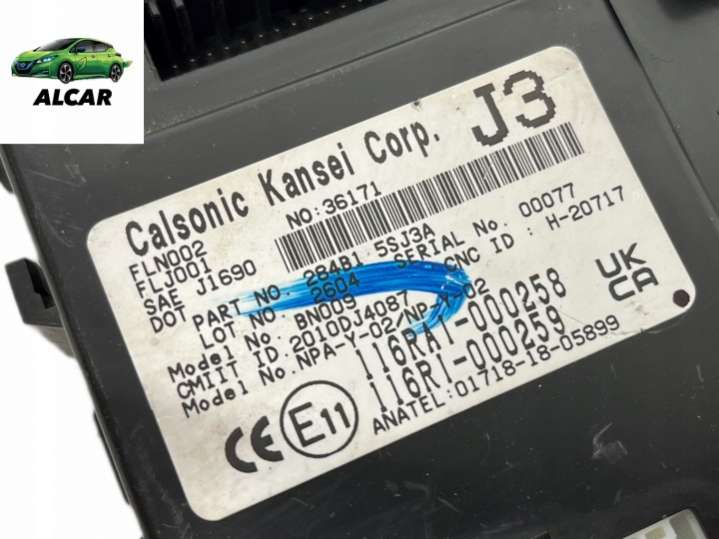 ALCAR
J3
Calsonic Kansei Corp.
NO:36171
FLN002
FLJ001
SAE J1690
DOT
PART NO. 284B1 5SJ3A
LOT NO. 2604 SERIAL No. 00077
Model No. BN009 CNC ID : H-20717
CMIIT ID:2010DJ4087
Model No.NPA-Y-02/NP-Y-02
116RA1-000258
116R1-000259
ANATEL:01718-18-05899
CE E11
UK
CA